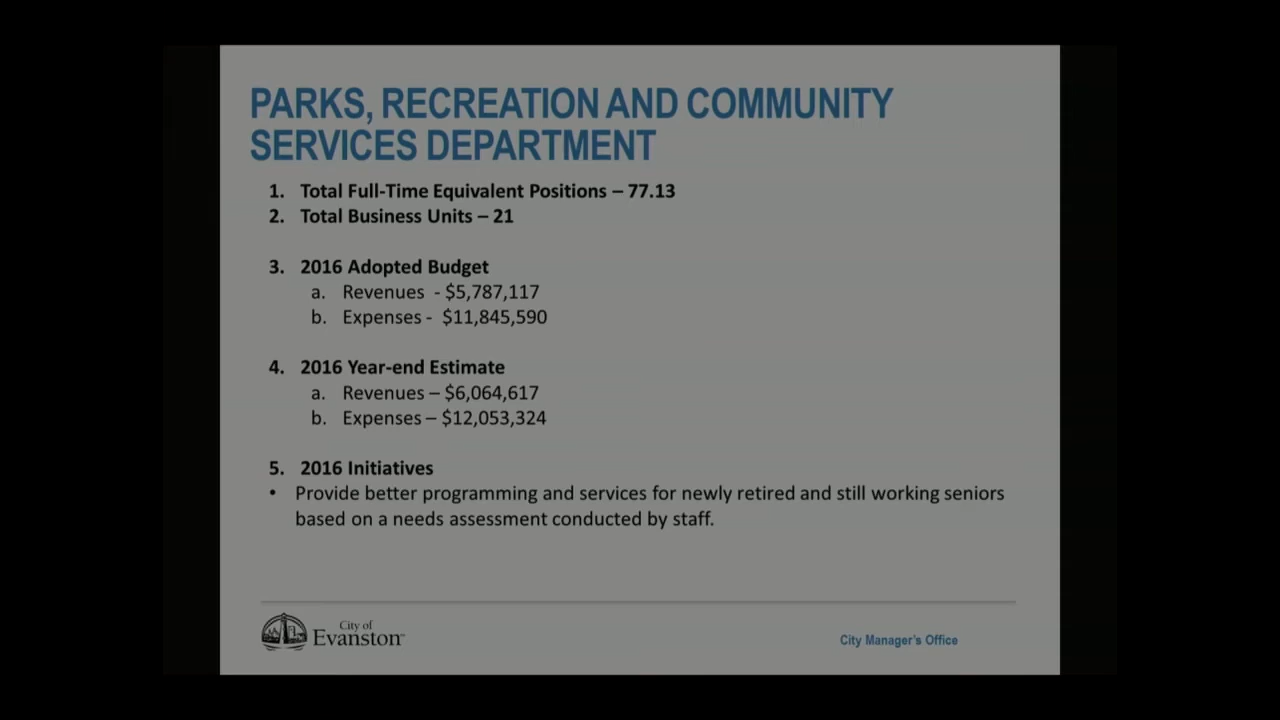 PARKS, RECREATION AND COMMUNITY
SERVICES DEPARTMENT
1. Total Full-Time Equivalent Positions – 77.13
2. Total Business Units – 21
3. 2016 Adopted Budget
a. Revenues - $5,787,117
b. Expenses - $11,845,590
4. 2016 Year-end Estimate
a. Revenues – $6,064,617
b. Expenses – $12,053,324
5. 2016 Initiatives
• Provide better programming and services for newly retired and still working seniors
based on a needs assessment conducted by staff.
City of
Evanston™
City Manager's Office